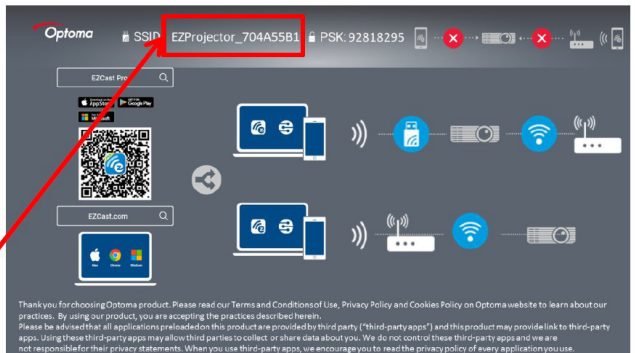 Optoma
SSID: EZProjector_704A55B1 PSK: 92818295
EZCast Pro
App Store Google Play
Microsoft
EZCast.com
Mac Chrome Windows
Thank you for choosing Optoma product. Please read our Terms and Conditions of Use, Privacy Policy and Cookies Policy on Optoma website to learn about our
practices. By using our product, you are accepting the practices described herein.
Please be advised that all applications preloaded on this product are provided by third party ("third-party apps") and this product may provide link to third-party
apps. Using these third-party apps may allow third parties to collect or share data about you. We do not control these third-party apps and we are
not responsible for their privacy statements. When you use third-party apps, we encourage you to read the privacy policy of every application you use.